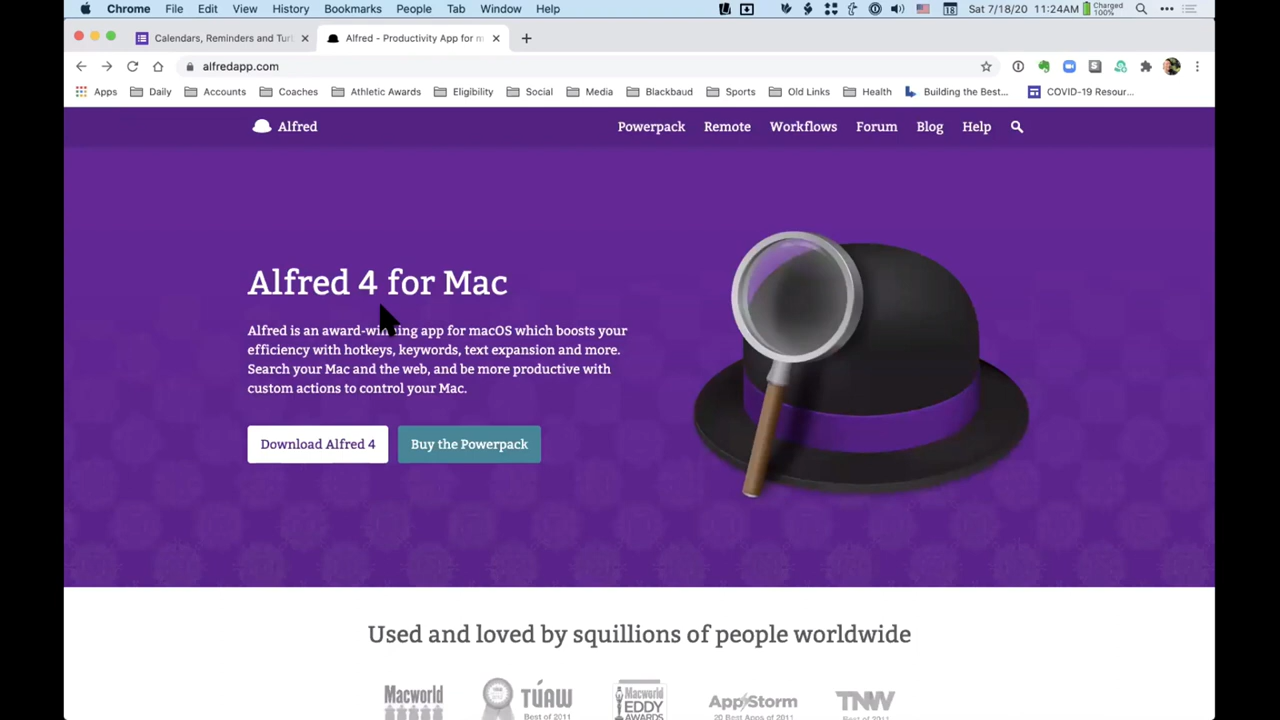 Chrome File Edit View History Bookmarks People Tab Window Help
18 Sat 7/18/20 11:24AM Charged 100%
Calendars, Reminders and Turt
Alfred - Productivity App for m
alfredapp.com
Apps Daily Accounts Coaches Athletic Awards Eligibility Social Media Blackbaud Sports Old Links Health Building the Best... COVID-19 Resour...
Alfred Powerpack Remote Workflows Forum Blog Help
Alfred 4 for Mac
Alfred is an award-winning app for macOS which boosts your
efficiency with hotkeys, keywords, text expansion and more.
Search your Mac and the web, and be more productive with
custom actions to control your Mac.
Download Alfred 4 Buy the Powerpack
Used and loved by squillions of people worldwide
Macworld
TÚAW
Best of 2011
Macworld
EDDY
AWARDS
AppStorm
20 Best Apps of 2011
TNW
Best of 2011